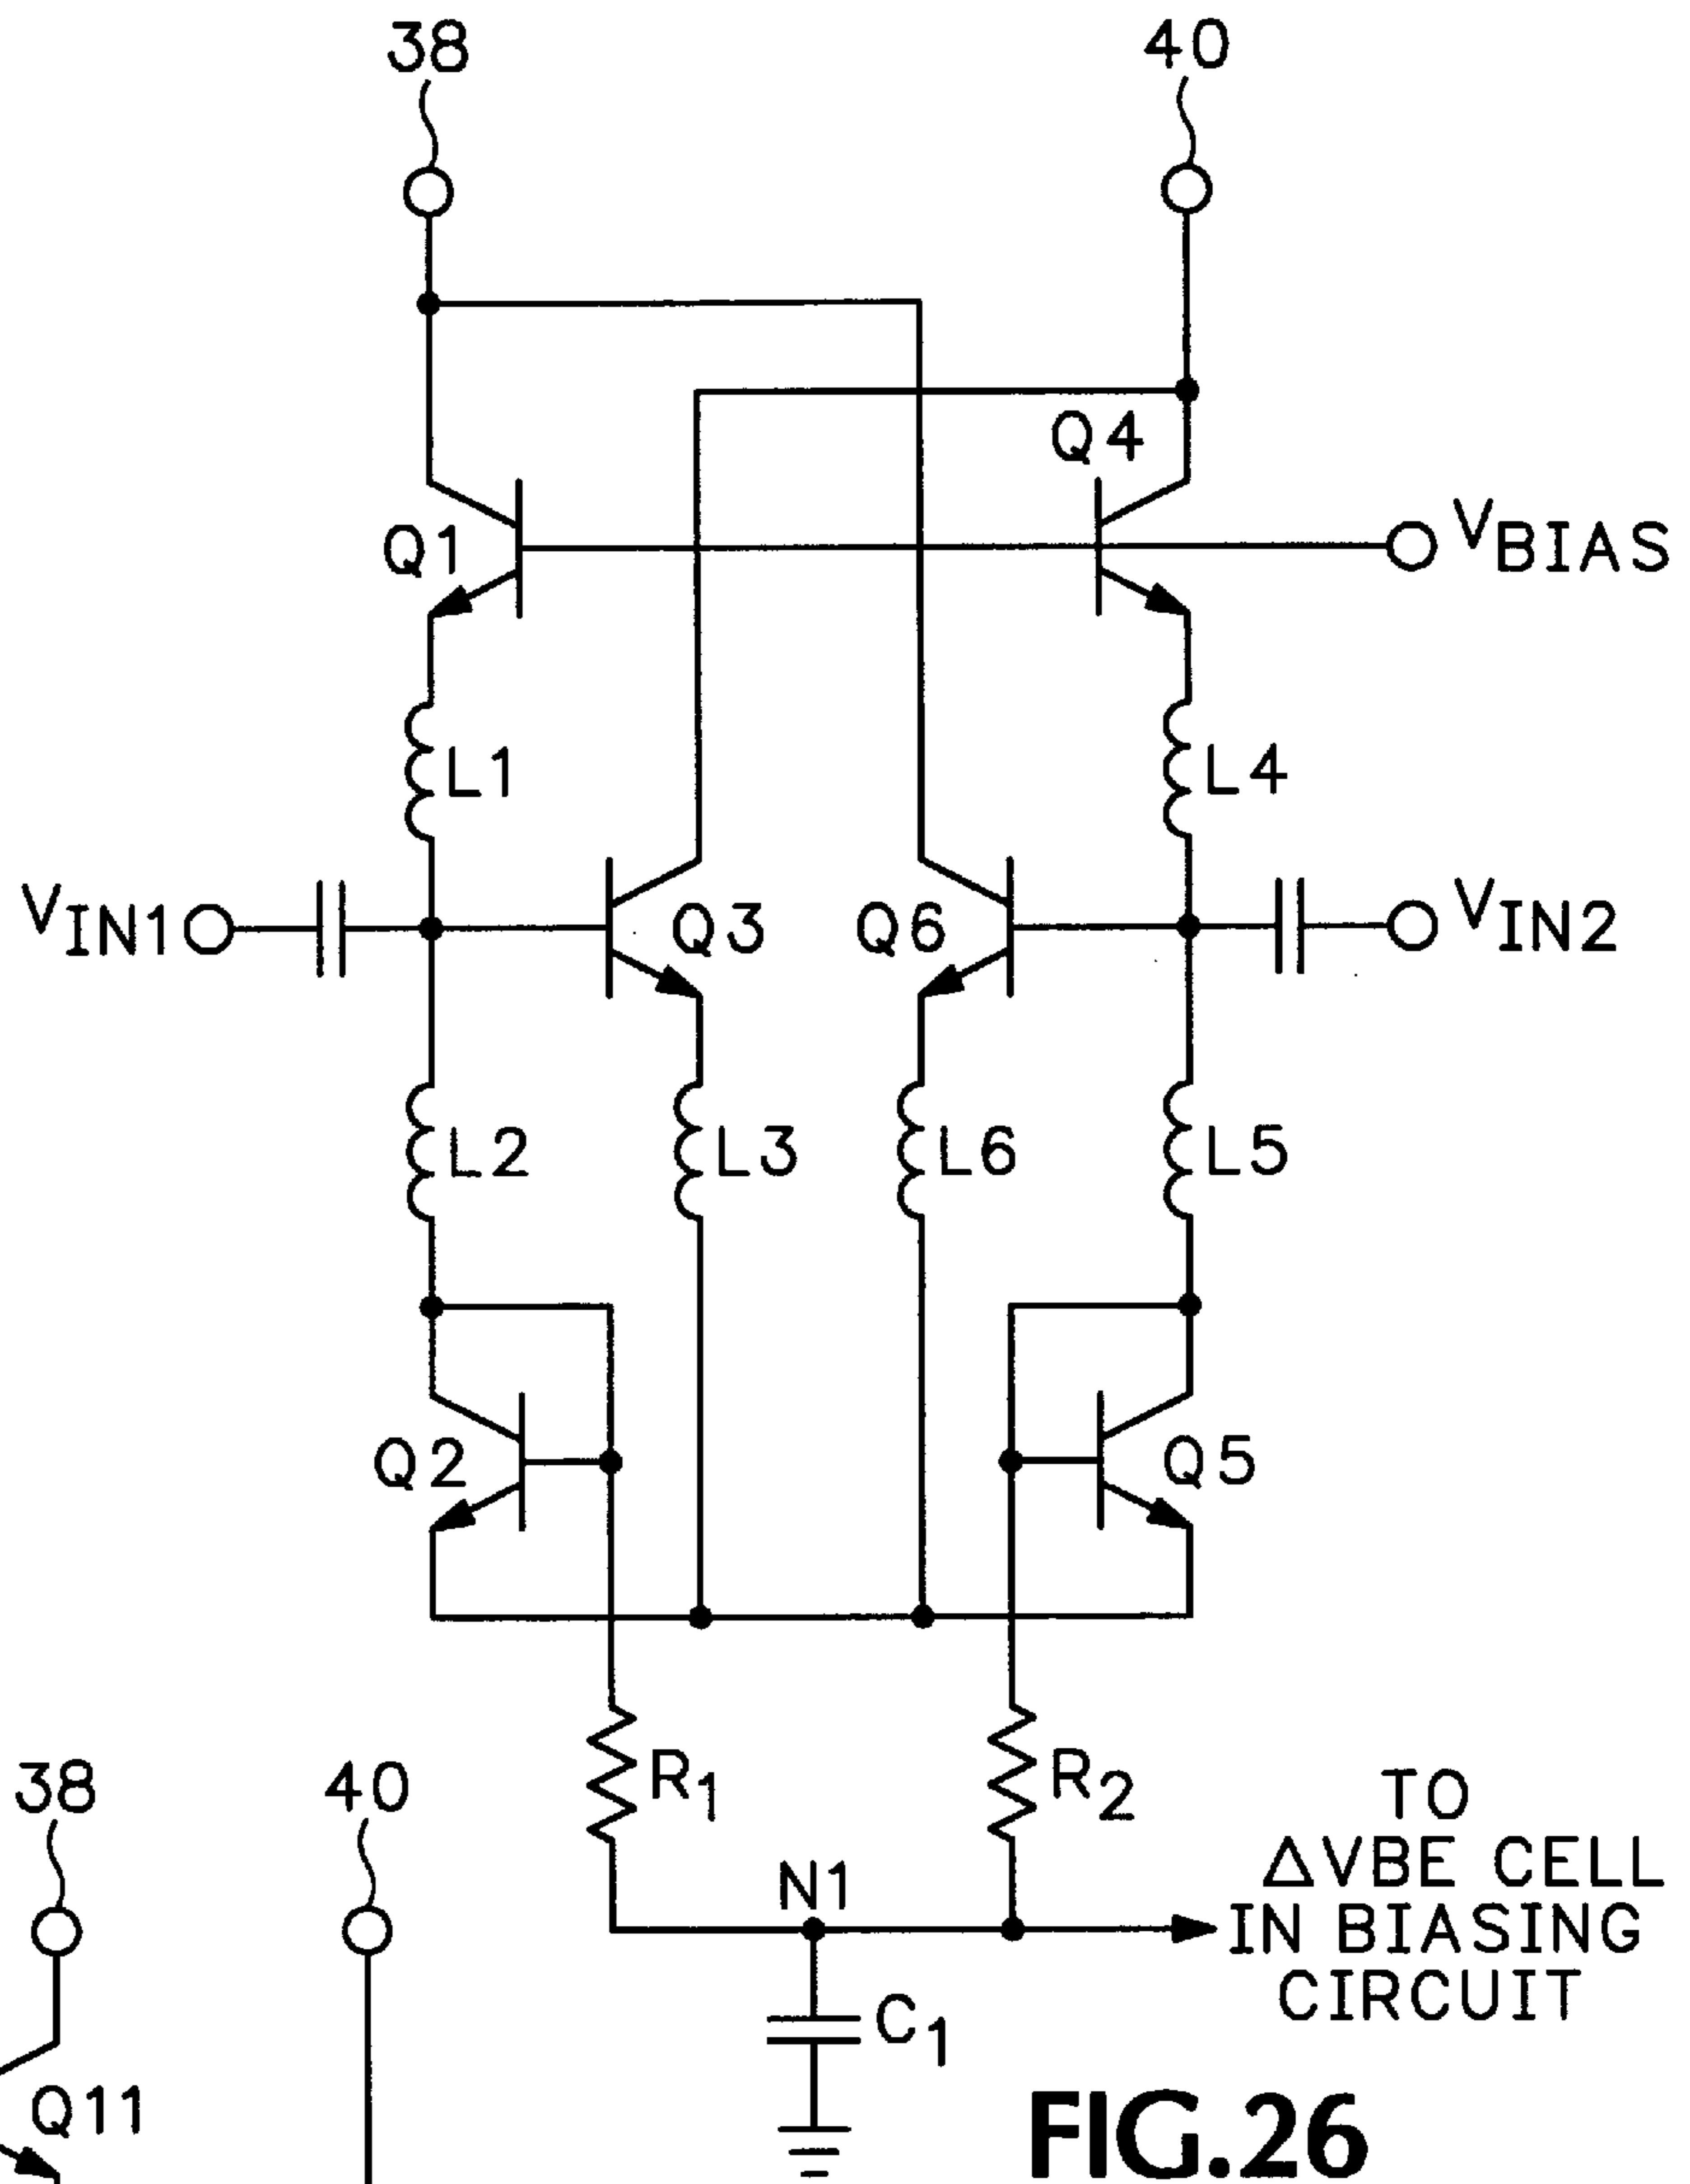 38
40
Q4
Q1
VBIAS
L1
L4
VIN1
Q3
Q6
VIN2
L2
L3
L6
L5
Q2
Q5
R1
R2
38
40
TO
ΔVBE CELL
IN BIASING
CIRCUIT
N1
C1
Q11
FIG.26